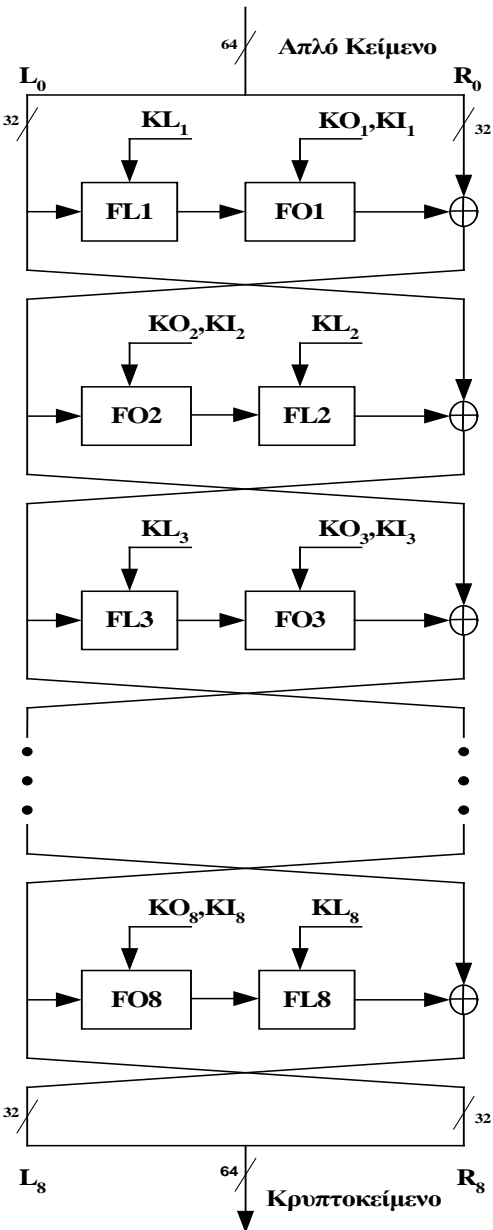 64 Απλό Κείμενο
L₀ R₀
32 KL₁ KO₁,KI₁ 32
FL1 FO1
KO₂,KI₂ KL₂
FO2 FL2
KL₃ KO₃,KI₃
FL3 FO3
KO₈,KI₈ KL₈
FO8 FL8
32 32
L₈ 64 R₈
Κρυπτοκείμενο